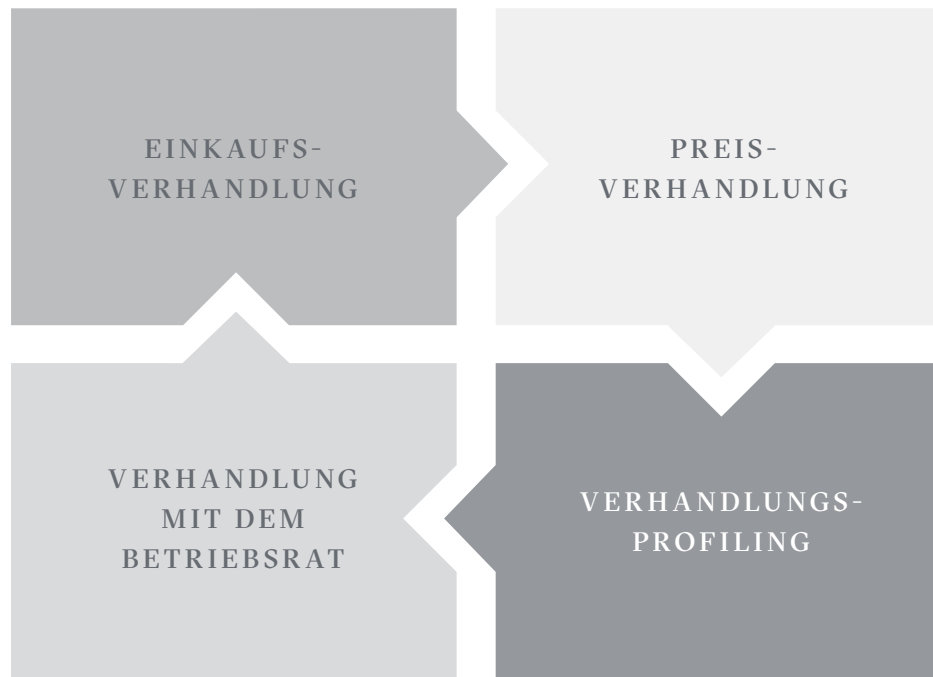 EINKAUFS-
VERHANDLUNG
PREIS-
VERHANDLUNG
VERHANDLUNG
MIT DEM
BETRIEBSRAT
VERHANDLUNGS-
PROFILING